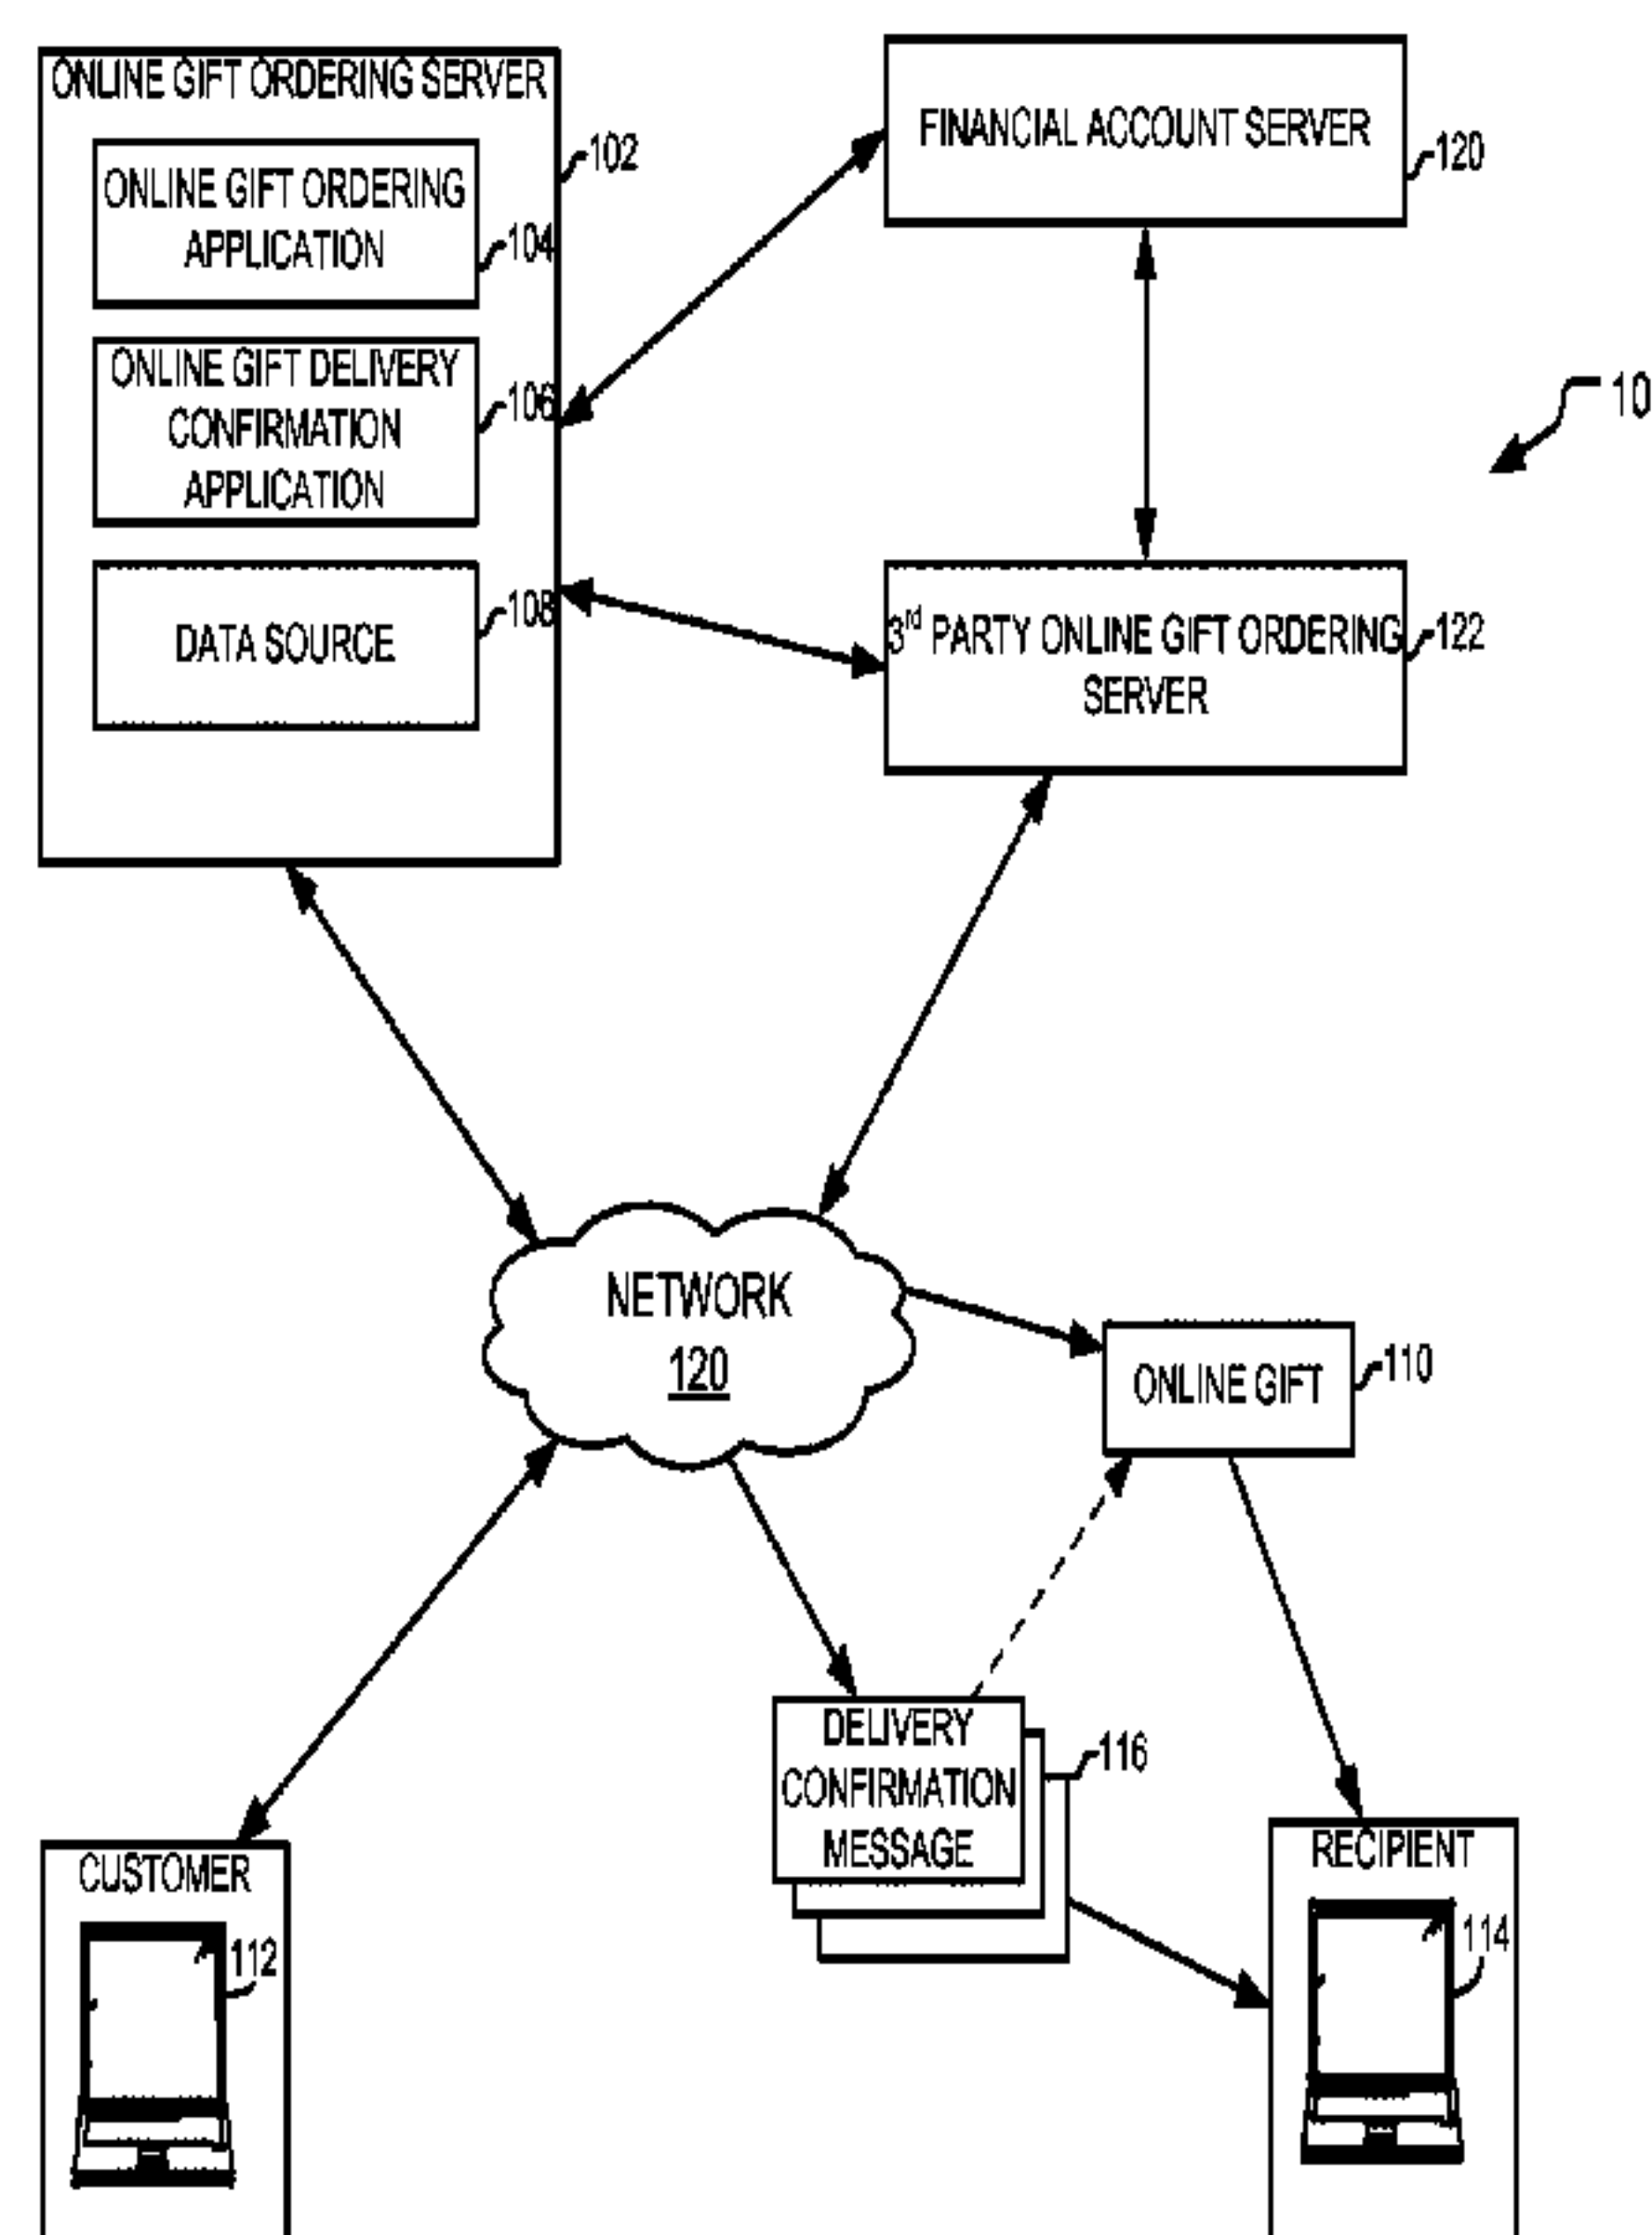 ONLINE GIFT ORDERING SERVER
102
ONLINE GIFT ORDERING
APPLICATION
104
ONLINE GIFT DELIVERY
CONFIRMATION
APPLICATION
106
DATA SOURCE
108
FINANCIAL ACCOUNT SERVER
120
10
3rd PARTY ONLINE GIFT ORDERING
SERVER
122
NETWORK
120
ONLINE GIFT
110
DELIVERY
CONFIRMATION
MESSAGE
116
CUSTOMER
112
RECIPIENT
114